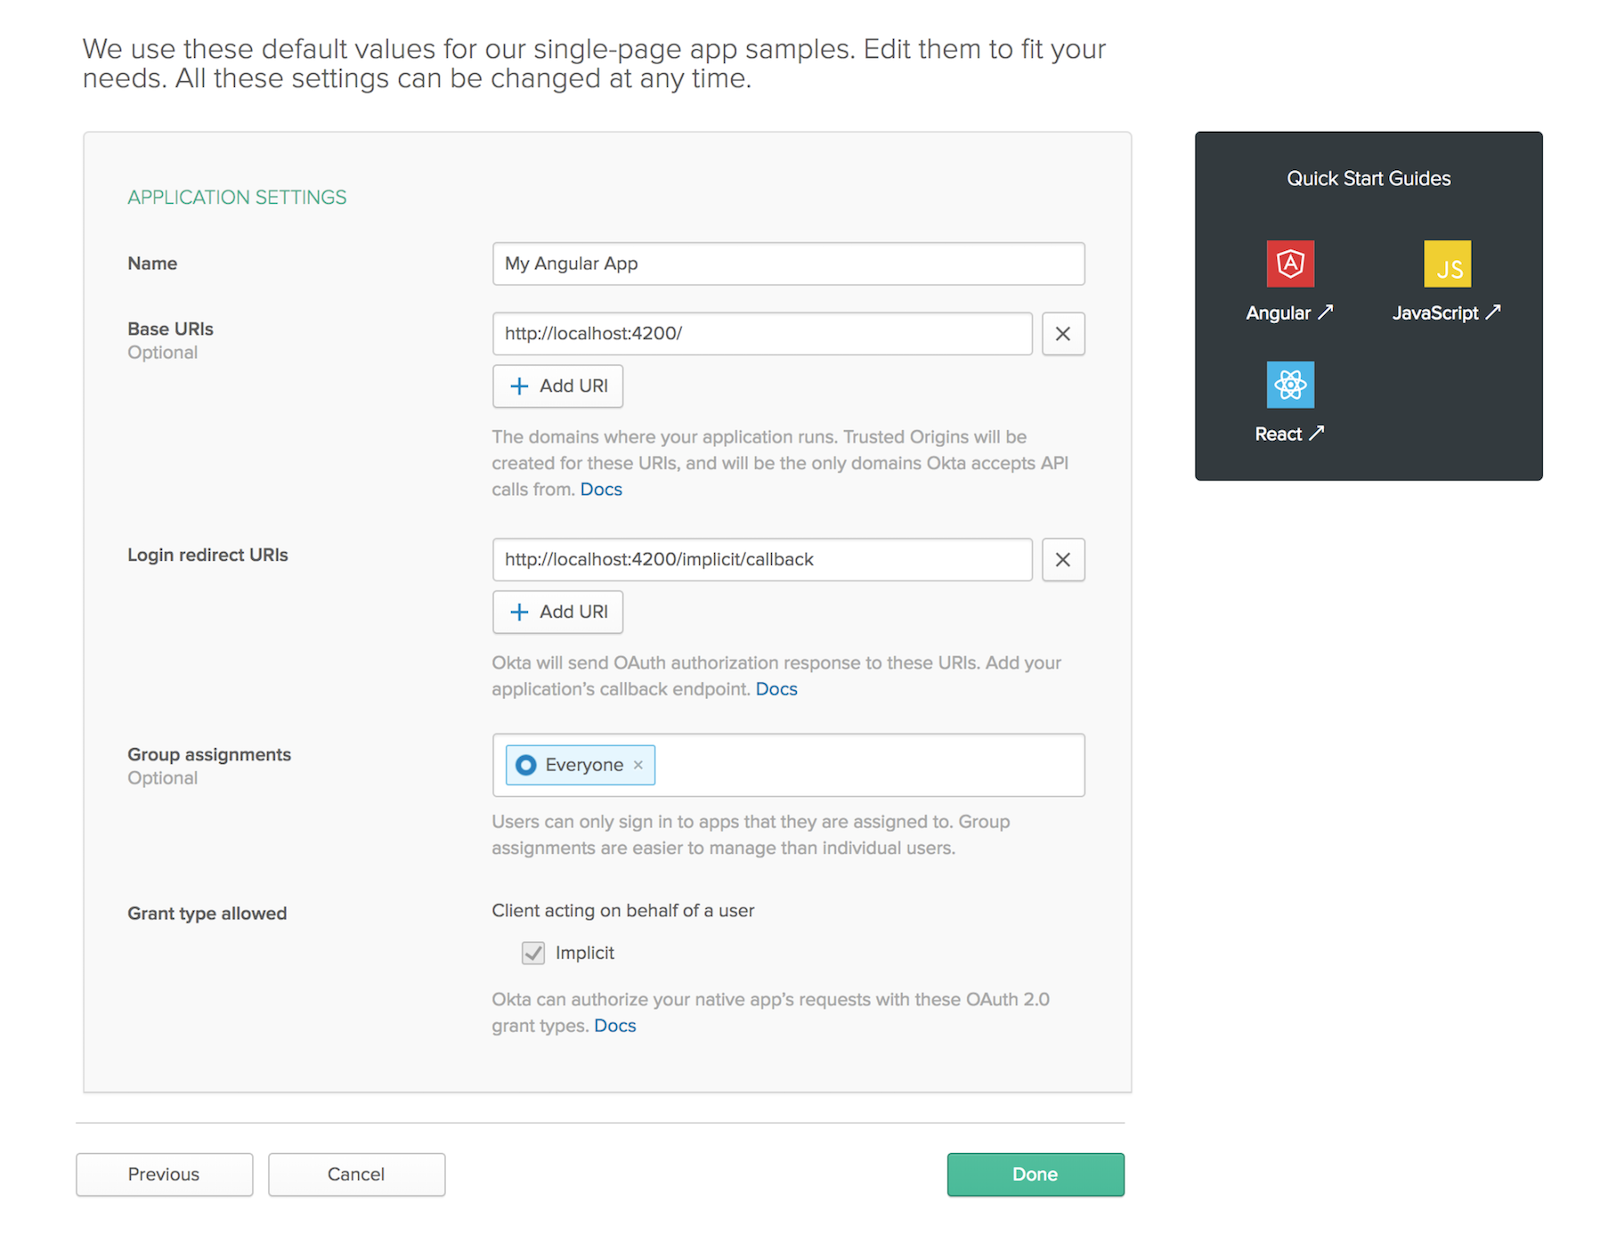 We use these default values for our single-page app samples. Edit them to fit your
needs. All these settings can be changed at any time.
APPLICATION SETTINGS
Name
My Angular App
Base URIs
Optional
http://localhost:4200/
Add URI
The domains where your application runs. Trusted Origins will be
created for these URIs, and will be the only domains Okta accepts API
calls from. Docs
Login redirect URIs
http://localhost:4200/implicit/callback
Add URI
Okta will send OAuth authorization response to these URIs. Add your
application's callback endpoint. Docs
Group assignments
Optional
Everyone
Users can only sign in to apps that they are assigned to. Group
assignments are easier to manage than individual users.
Grant type allowed
Client acting on behalf of a user
Implicit
Okta can authorize your native app's requests with these OAuth 2.0
grant types. Docs
Previous
Cancel
Done
Quick Start Guides
JS
Angular
JavaScript
React